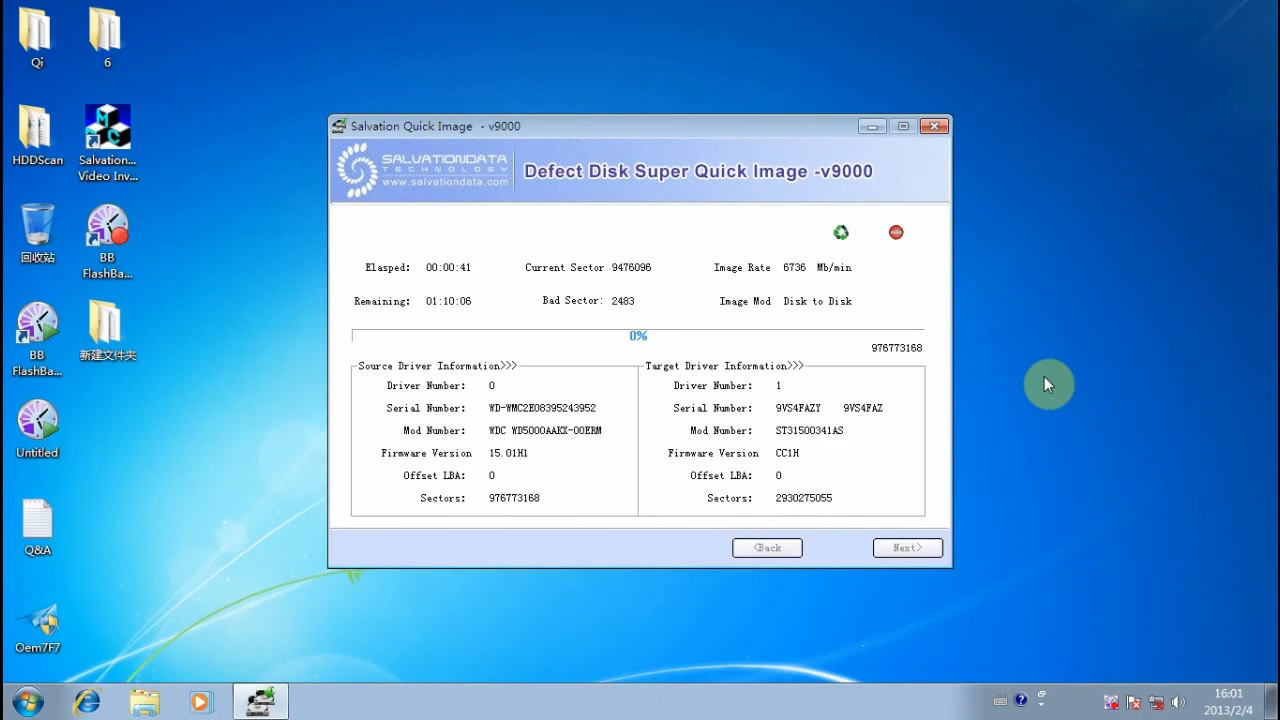 Qi
6
HDDScan
Salvation...
Video Inv...
回收站
BB
FlashBa...
BB
FlashBa...
新建文件夹
Untitled
Q&A
Oem7F7
Salvation Quick Image - v9000
SALVATIONDATA
TECHNOLOGY
www.salvationdata.com
Defect Disk Super Quick Image -v9000
Elasped: 00:00:41 Current Sector 9476096 Image Rate 6736 Mb/min
Remaining: 01:10:06 Bad Sector: 2483 Image Mod Disk to Disk
0%
976773168
Source Driver Information>>>
Driver Number: 0
Serial Number: WD-WMC2E08395243952
Mod Number: WDC WD5000AAKX-00ERM
Firmware Version 15.01H1
Offset LBA: 0
Sectors: 976773168
Target Driver Information>>>
Driver Number: 1
Serial Number: 9VS4FAZY 9VS4FAZ
Mod Number: ST31500341AS
Firmware Version CC1H
Offset LBA: 0
Sectors: 2930275055
<Back
Next>
16:01
2013/2/4